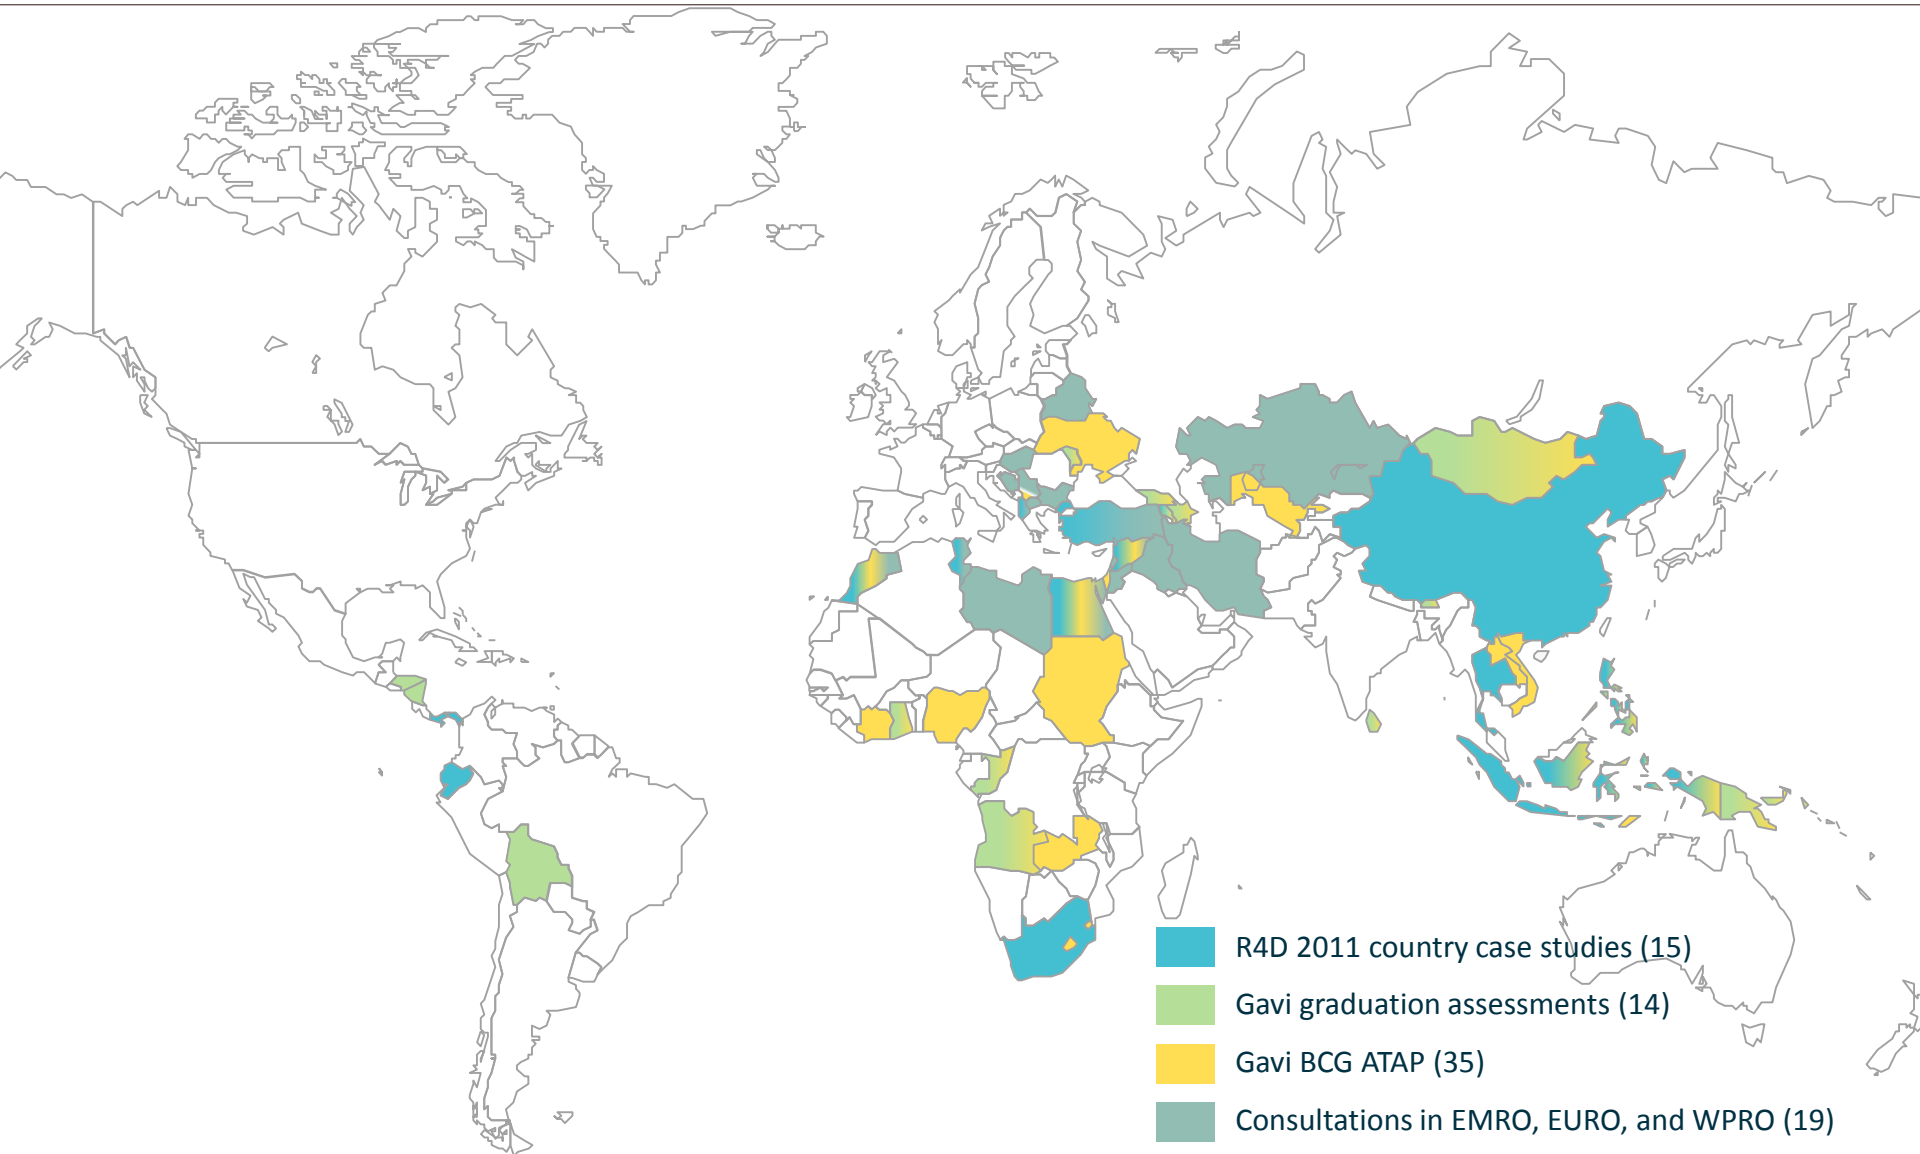 R4D 2011 country case studies (15)
Gavi graduation assessments (14)
Gavi BCG ATAP (35)
Consultations in EMRO, EURO, and WPRO (19)